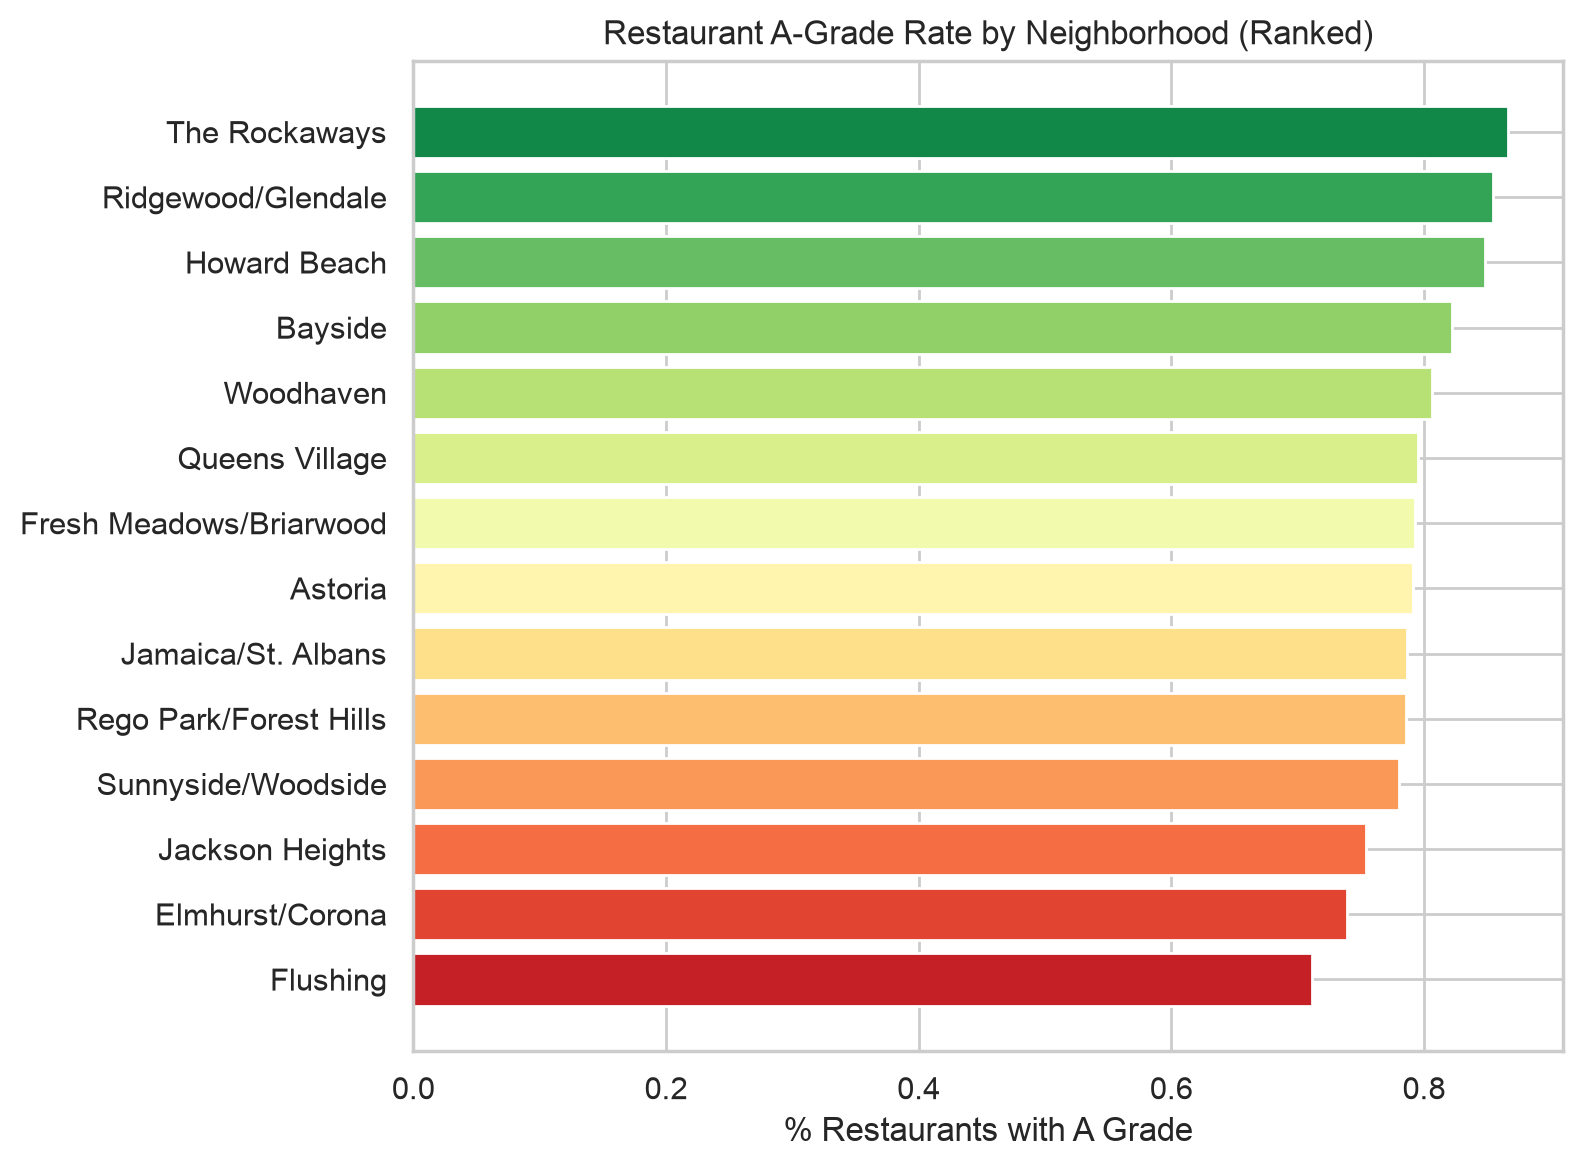 Restaurant A-Grade Rate by Neighborhood (Ranked)
The Rockaways
Ridgewood/Glendale
Howard Beach
Bayside
Woodhaven
Queens Village
Fresh Meadows/Briarwood
Astoria
Jamaica/St. Albans
Rego Park/Forest Hills
Sunnyside/Woodside
Jackson Heights
Elmhurst/Corona
Flushing
0.0 0.2 0.4 0.6 0.8
% Restaurants with A Grade